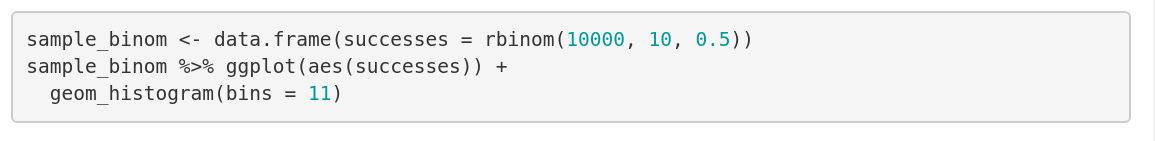 sample_binom <- data.frame(successes = rbinom(10000, 10, 0.5))
sample_binom %>% ggplot(aes(successes)) +
  geom_histogram(bins = 11)